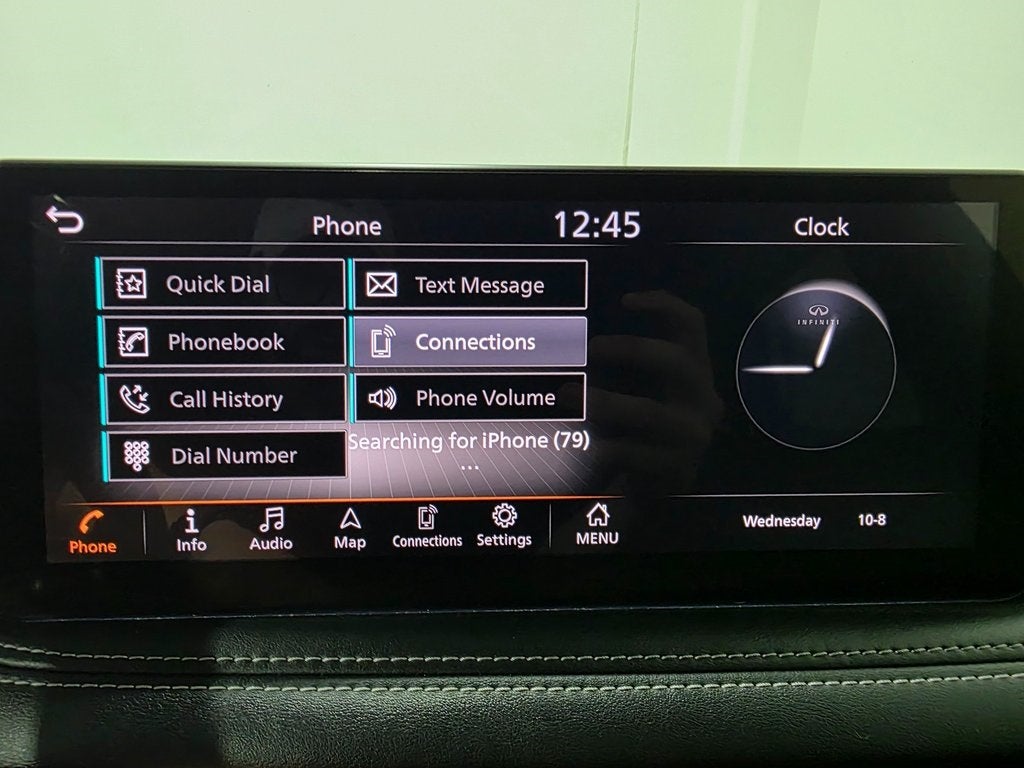 Phone
12:45
Clock
Quick Dial
Text Message
Phonebook
Connections
Call History
Phone Volume
Dial Number
Searching for iPhone (79)
...
INFINITI
Wednesday 10-8
Phone
Info
Audio
Map
Connections
Settings
MENU